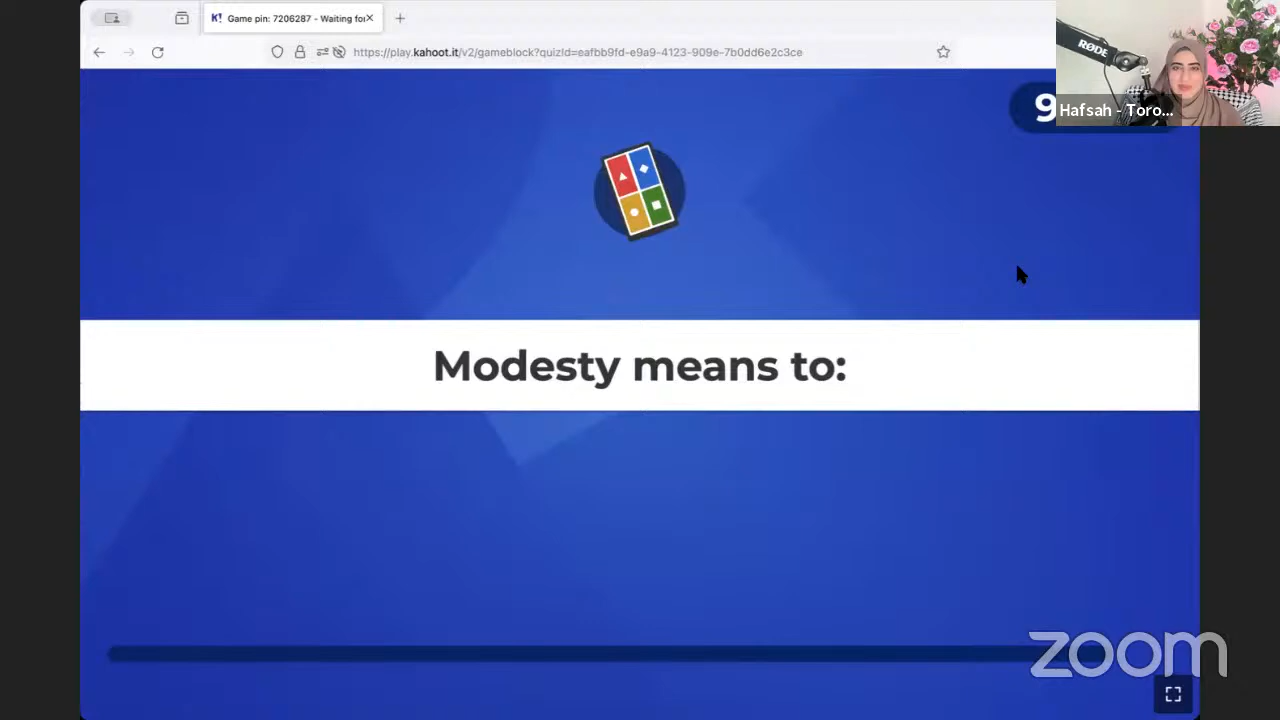 K! Game pin: 7206287 - Waiting for
https://play.kahoot.it/v2/gameblock?quizId=eafbb9fd-e9a9-4123-909e-7b0dd6e2c3ce
RØDE
9
Hafsah - Toro...
Modesty means to:
zoom